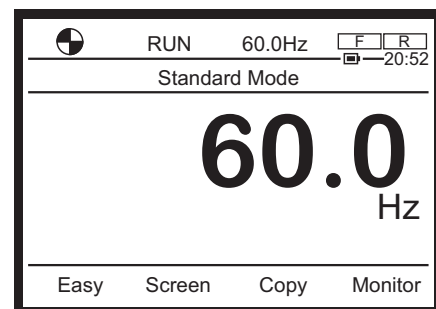 RUN 60.0Hz F R
20:52
Standard Mode
60.0
Hz
Easy Screen Copy Monitor